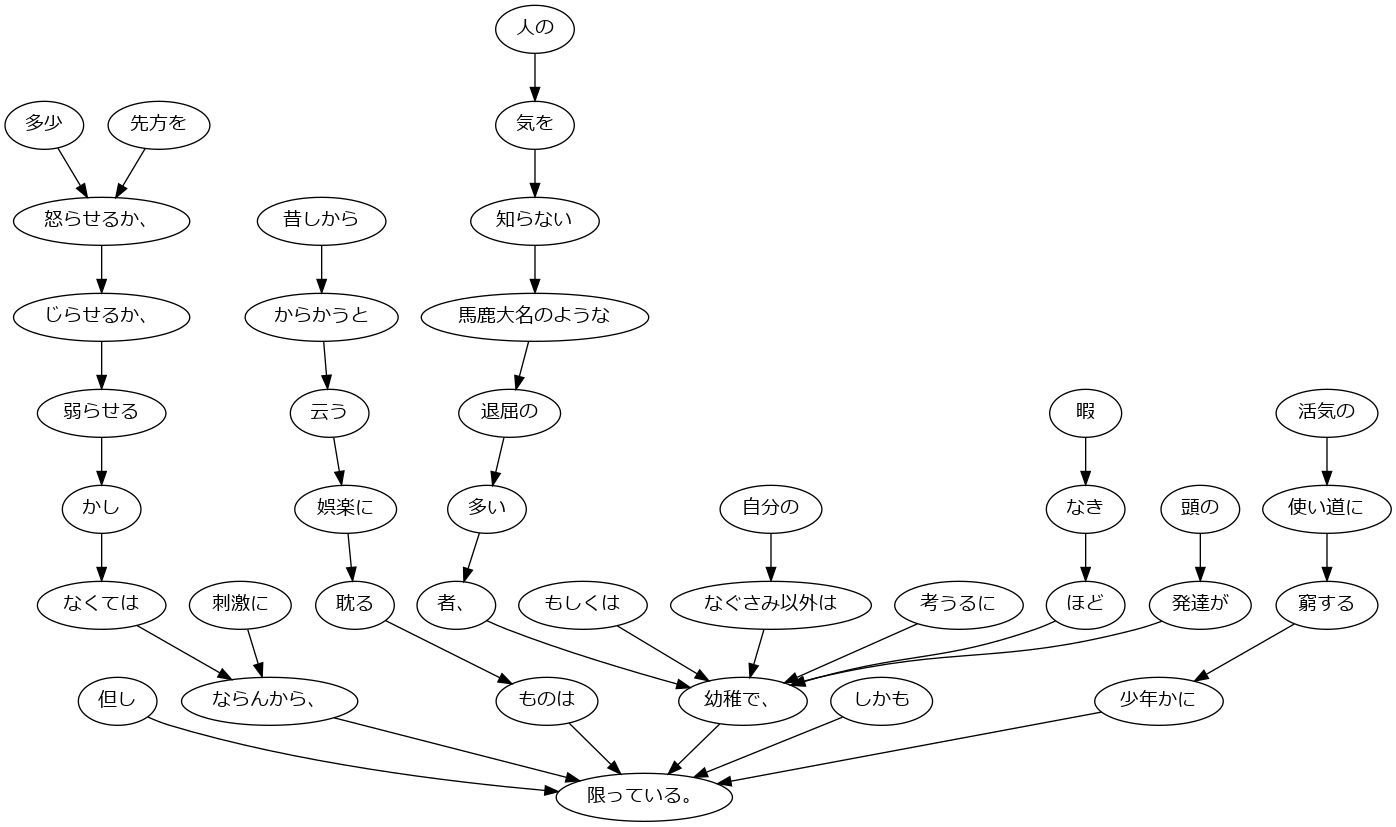 人の
多少
先方を
気を
怒らせるか、
昔しから
知らない
じらせるか、
からかうと
馬鹿大名のような
弱らせる
云う
退屈の
暇
活気の
かし
娯楽に
多い
自分の
なき
頭の
使い道に
なくては
刺激に
耽る
者、
もしくは
なぐさみ以外は
考うるに
ほど
発達が
窮する
但し
ならんから、
ものは
幼稚で、
しかも
少年かに
限っている。